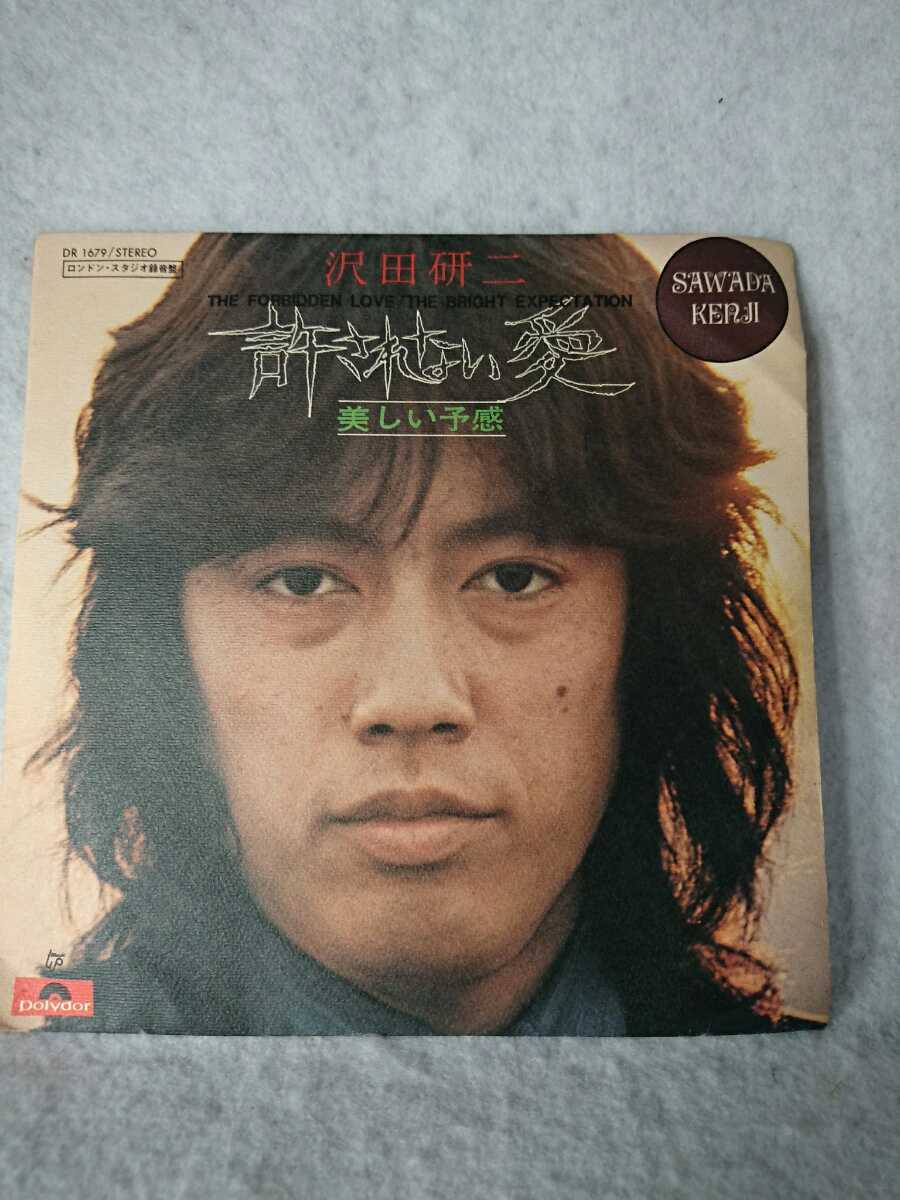 DR 1679/STEREO
ロンドン・スタジオ録音盤
沢田研二
THE FORBIDDEN LOVE/THE BRIGHT EXPECTATION
許されない愛
美しい予感
SAWADA
KENJI
Polydor